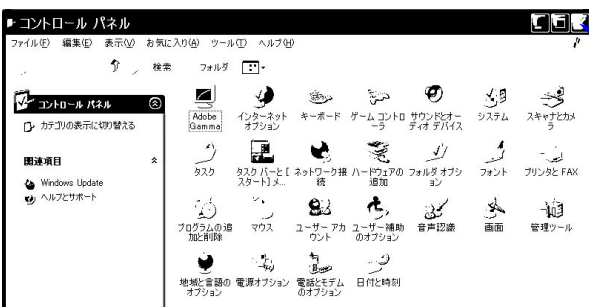 コントロール パネル
ファイル(F) 編集(E) 表示(V) お気に入り(A) ツール(T) ヘルプ(H)
検索 フォルダ
コントロール パネル
カテゴリの表示に切り替える
関連項目
Windows Update
ヘルプとサポート
Adobe Gamma
インターネット オプション
キーボード
ゲーム コントローラ
サウンドとオーディオ デバイス
システム
スキャナとカメラ
タスク
タスク バーと [スタート] メ...
ネットワーク接続
ハードウェアの追加
フォルダ オプション
フォント
プリンタと FAX
プログラムの追加と削除
マウス
ユーザー アカウント
ユーザー補助のオプション
音声認識
画面
管理ツール
地域と言語のオプション
電源オプション
電話とモデムのオプション
日付と時刻